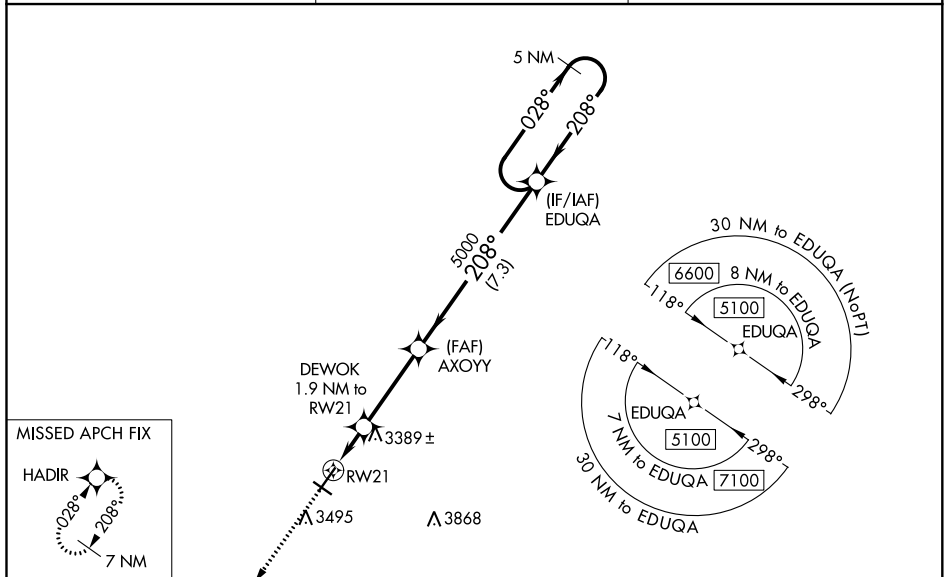 5 NM
028°
208°
(IF/IAF)
EDUQA
5000
208°
(7.3)
(FAF)
AXOYY
DEWOK
1.9 NM to
RW21
3389 ±
RW21
3495
3868
MISSED APCH FIX
HADIR
028°
208°
7 NM
30 NM to EDUQA (NoPT)
6600
8 NM to EDUQA
5100
118°
EDUQA
298°
118°
EDUQA
5100
298°
7 NM to EDUQA
7100
30 NM to EDUQA